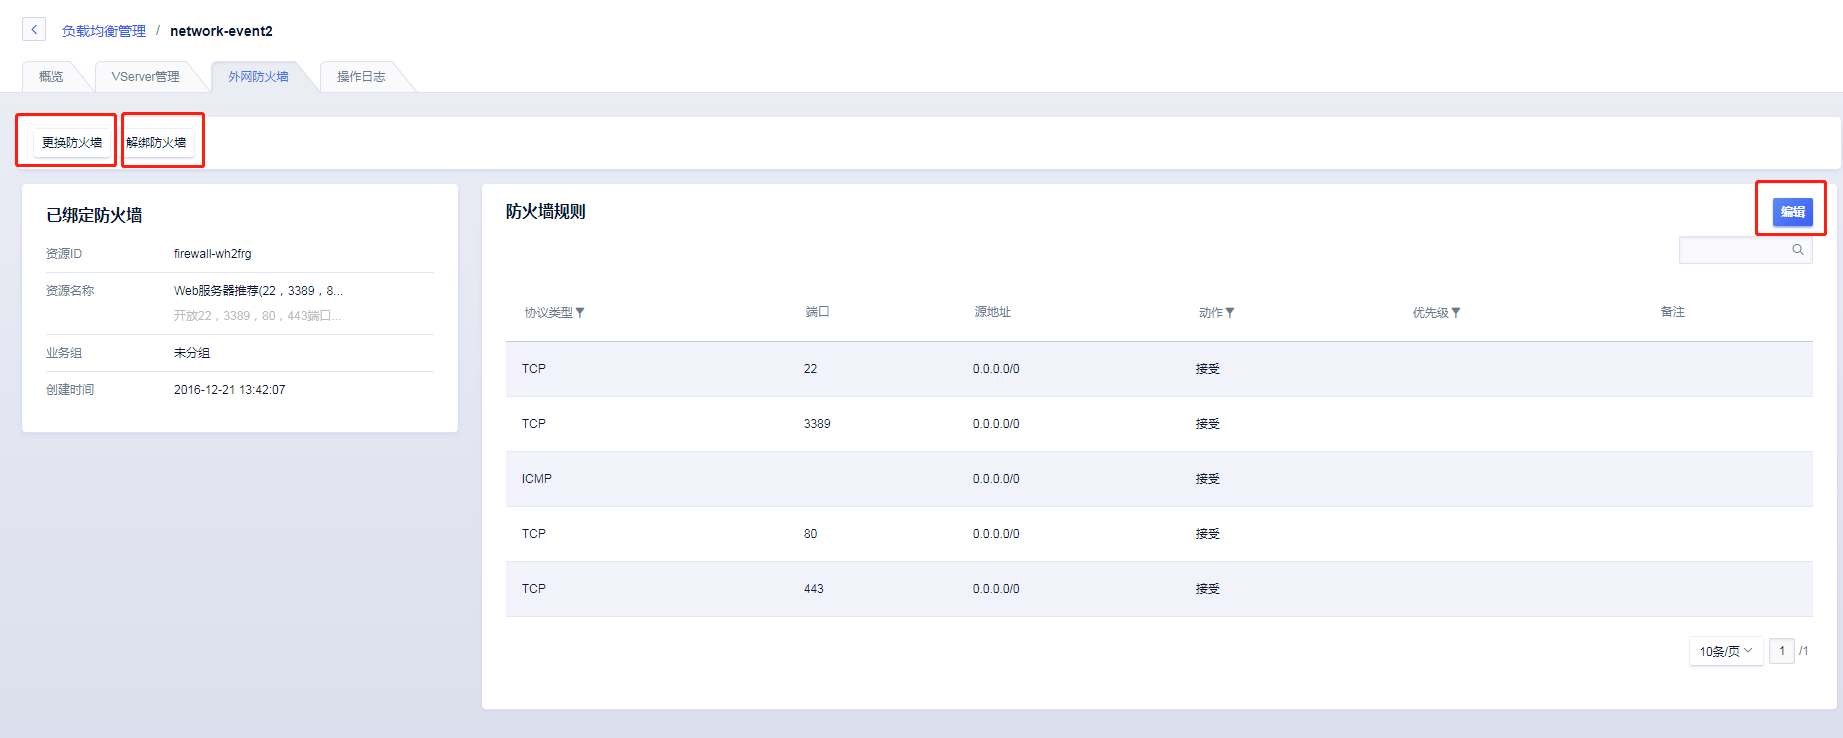 负载均衡管理 / network-event2
概览 VServer管理 外网防火墙 操作日志
更换防火墙 解绑防火墙
已绑定防火墙
资源ID firewall-wh2frg
资源名称 Web服务器推荐(22，3389，8...
开放22，3389，80，443端口...
业务组 未分组
创建时间 2016-12-21 13:42:07
防火墙规则 编辑
协议类型 端口 源地址 动作 优先级 备注
TCP 22 0.0.0.0/0 接受
TCP 3389 0.0.0.0/0 接受
ICMP 0.0.0.0/0 接受
TCP 80 0.0.0.0/0 接受
TCP 443 0.0.0.0/0 接受
10条/页 1 /1